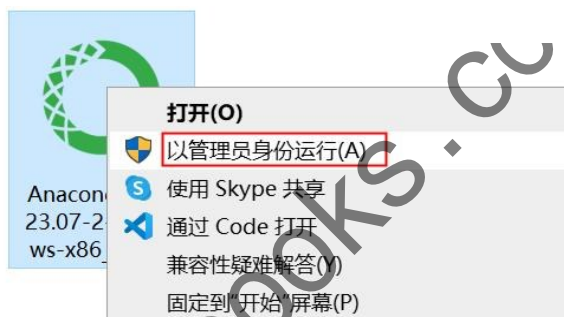 打开(O)
以管理员身份运行(A)
使用 Skype 共享
通过 Code 打开
兼容性疑难解答(Y)
固定到"开始"屏幕(P)
Anacon
23.07-2
ws-x86_
ooks.co